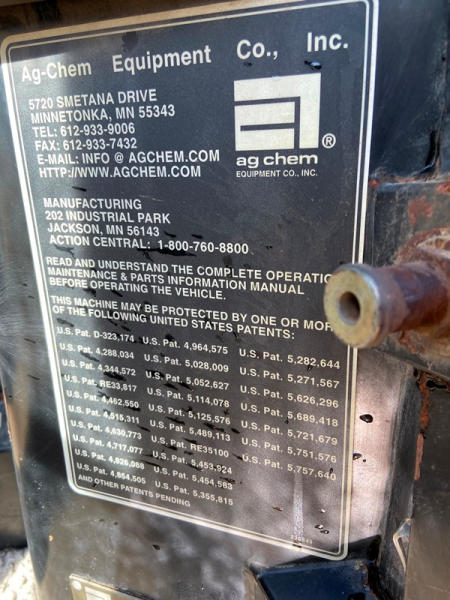 Ag-Chem Equipment Co., Inc.
5720 SMETANA DRIVE
MINNETONKA, MN 55343
TEL: 612-933-9006
FAX: 612-933-7432
E-MAIL: INFO @ AGCHEM.COM
HTTP://WWW.AGCHEM.COM
®
ag chem
EQUIPMENT CO., INC.
MANUFACTURING
202 INDUSTRIAL PARK
JACKSON, MN 56143
ACTION CENTRAL: 1-800-760-8800
READ AND UNDERSTAND THE COMPLETE OPERATIO
MAINTENANCE & PARTS INFORMATION MANUAL
BEFORE OPERATING THE VEHICLE.
THIS MACHINE MAY BE PROTECTED BY ONE OR MOR
OF THE FOLLOWING UNITED STATES PATENTS:
U.S. Pat. D-323,174 U.S. Pat. 4,964,575 U.S. Pat. 5,282,644
U.S. Pat. 4,288,034 U.S. Pat. 5,028,009 U.S. Pat. 5,271,567
U.S. Pat. 4,344,572 U.S. Pat. 5,052,627 U.S. Pat. 5,626,296
U.S. Pat. RE33,817 U.S. Pat. 5,114,078 U.S. Pat. 5,689,418
U.S. Pat. 4,452,550 U.S. Pat. 5,125,576 U.S. Pat. 5,721,679
U.S. Pat. 4,515,311 U.S. Pat. 5,489,113 U.S. Pat. 5,751,576
U.S. Pat. 4,630,773 U.S. Pat. RE35100 U.S. Pat. 5,757,640
U.S. Pat. 4,717,077 U.S. Pat. 5,453,924
U.S. Pat. 4,826,088 U.S. Pat. 5,454,583
U.S. Pat. 4,854,505 U.S. Pat. 5,355,815
AND OTHER PATENTS PENDING